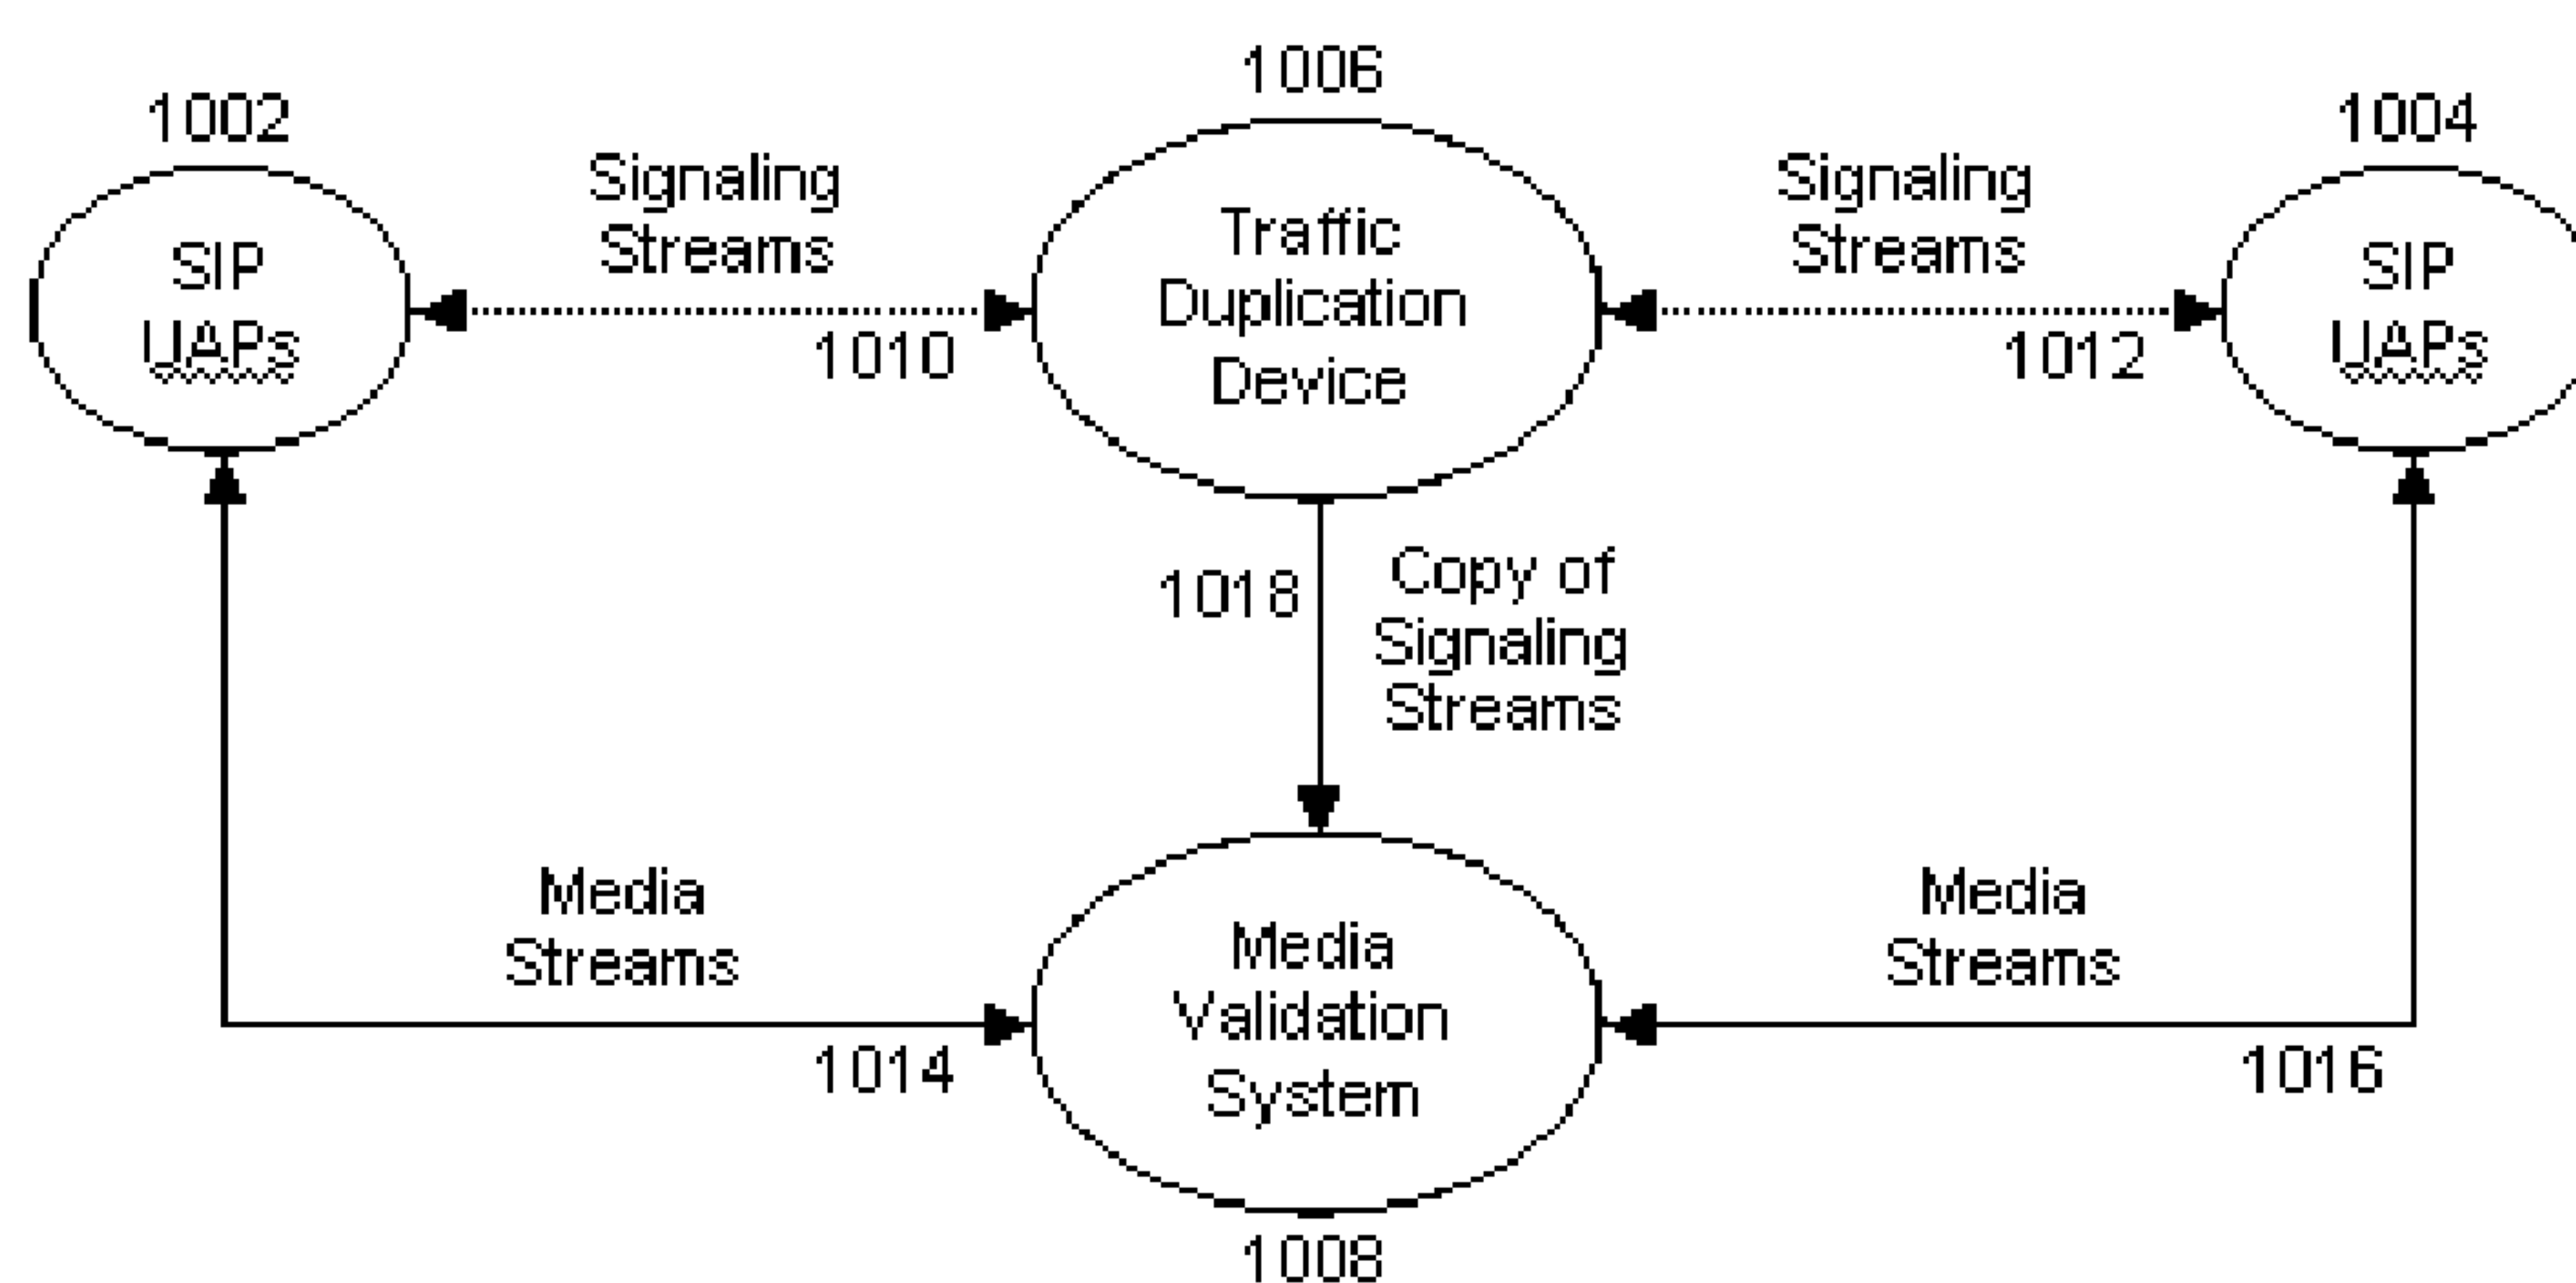 1006
1002
1004
Signaling
Streams
Signaling
Streams
SIP
UAPs
Traffic
Duplication
Device
SIP
UAPs
1010
1012
1018
Copy of
Signaling
Streams
Media
Streams
Media
Streams
Media
Validation
System
1014
1016
1008